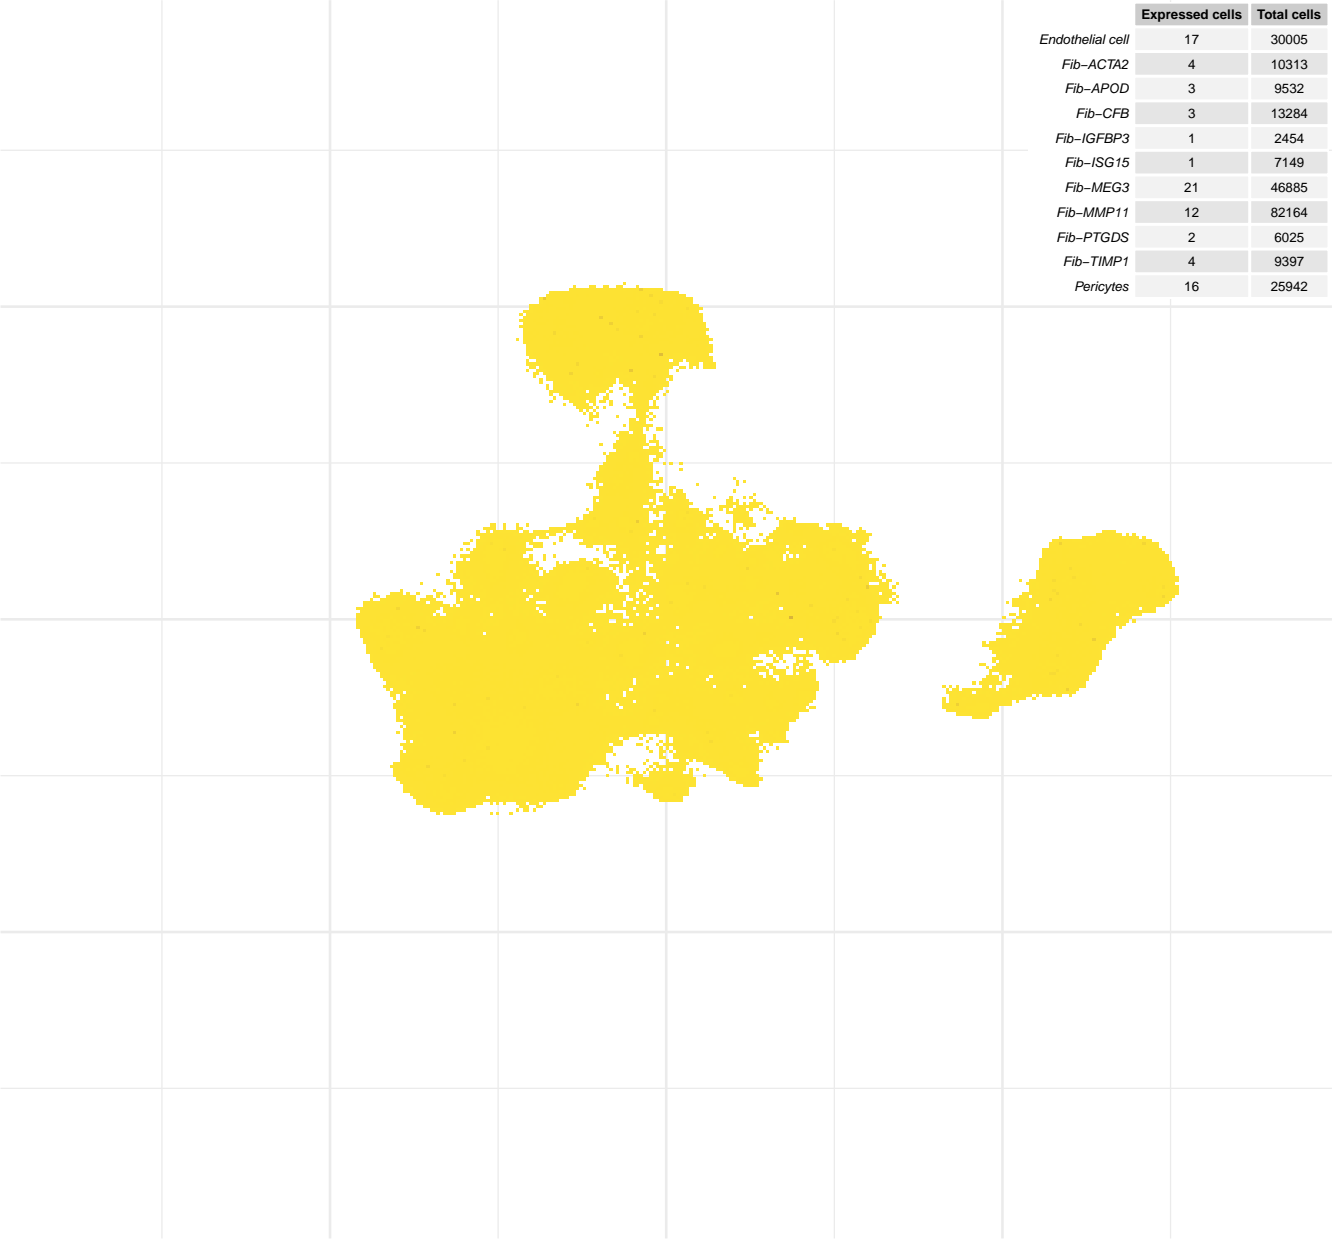 Expressed cells Total cells
Endothelial cell 17 30005
Fib−ACTA2 4 10313
Fib−APOD 3 9532
Fib−CFB 3 13284
Fib−IGFBP3 1 2454
Fib−ISG15 1 7149
Fib−MEG3 21 46885
Fib−MMP11 12 82164
Fib−PTGDS 2 6025
Fib−TIMP1 4 9397
Pericytes 16 25942